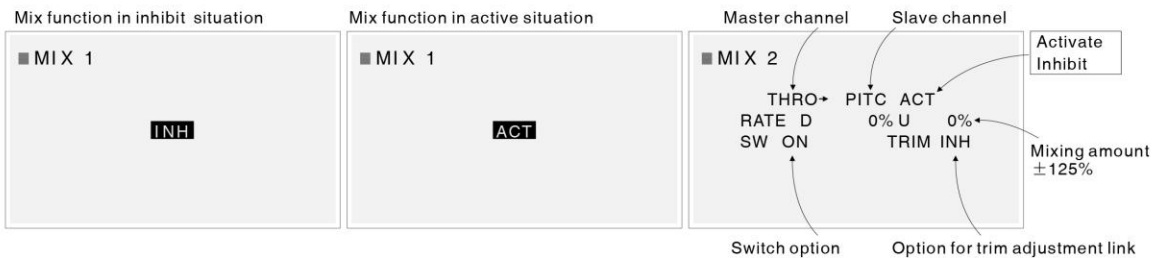 Mix function in inhibit situation
Mix function in active situation
Master channel
Slave channel
■MIX 1
INH
■MIX 1
ACT
■MIX 2
THRO→ PITC ACT
RATE D 0% U 0%
SW ON TRIM INH
Activate
Inhibit
Mixing amount
±125%
Switch option
Option for trim adjustment link